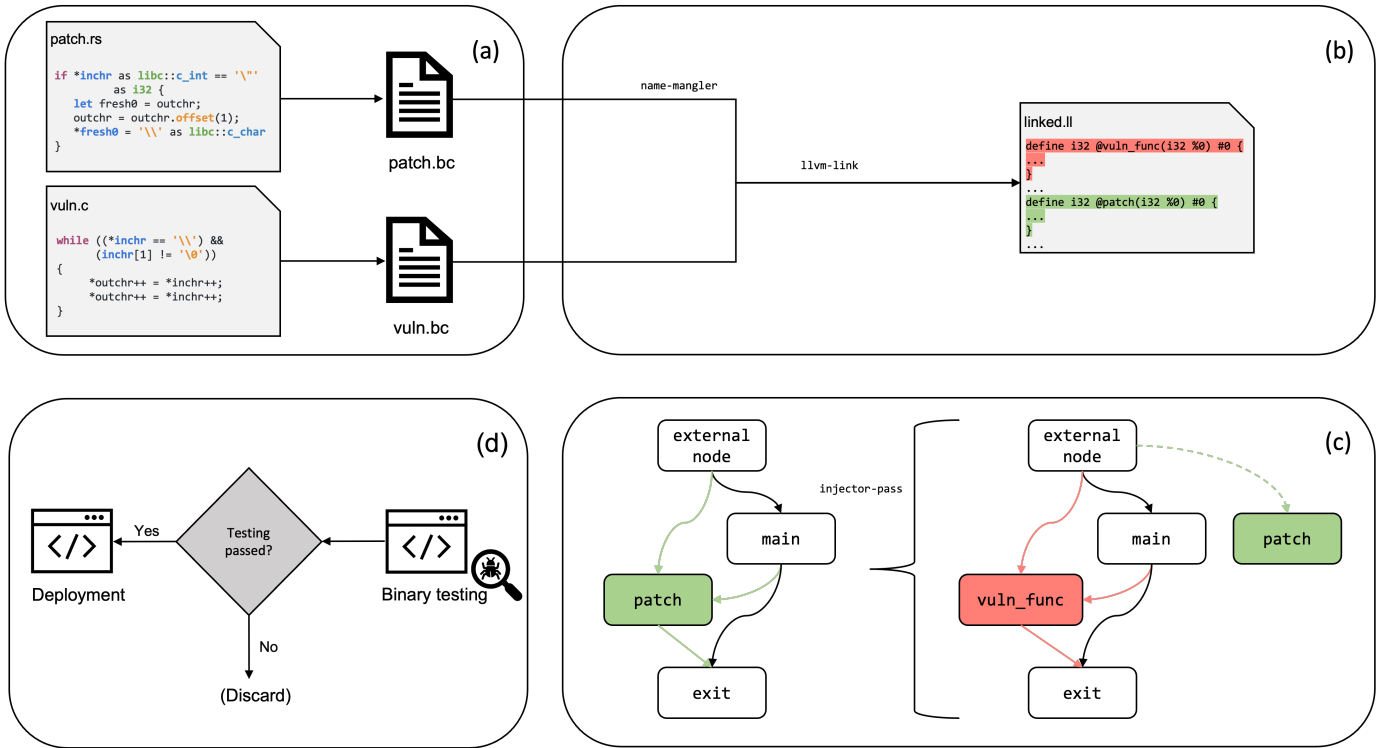 (a)
patch.rs
if *inchr as libc::c_int == '\"'
as i32 {
let fresh0 = outchr;
outchr = outchr.offset(1);
*fresh0 = '\\' as libc::c_char
}
patch.bc
vuln.c
while ((*inchr == '\\') &&
(inchr[1] != '\0'))
{
*outchr++ = *inchr++;
*outchr++ = *inchr++;
}
vuln.bc
(b)
name-mangler
llvm-link
linked.ll
define i32 @vuln_func(i32 %0) #0 {
...
}
...
define i32 @patch(i32 %0) #0 {
...
}
...
(d)
Deployment
Yes
Testing
passed?
Binary testing
No
(Discard)
(c)
external
node
main
patch
exit
injector-pass
external
node
main
patch
vuln_func
exit